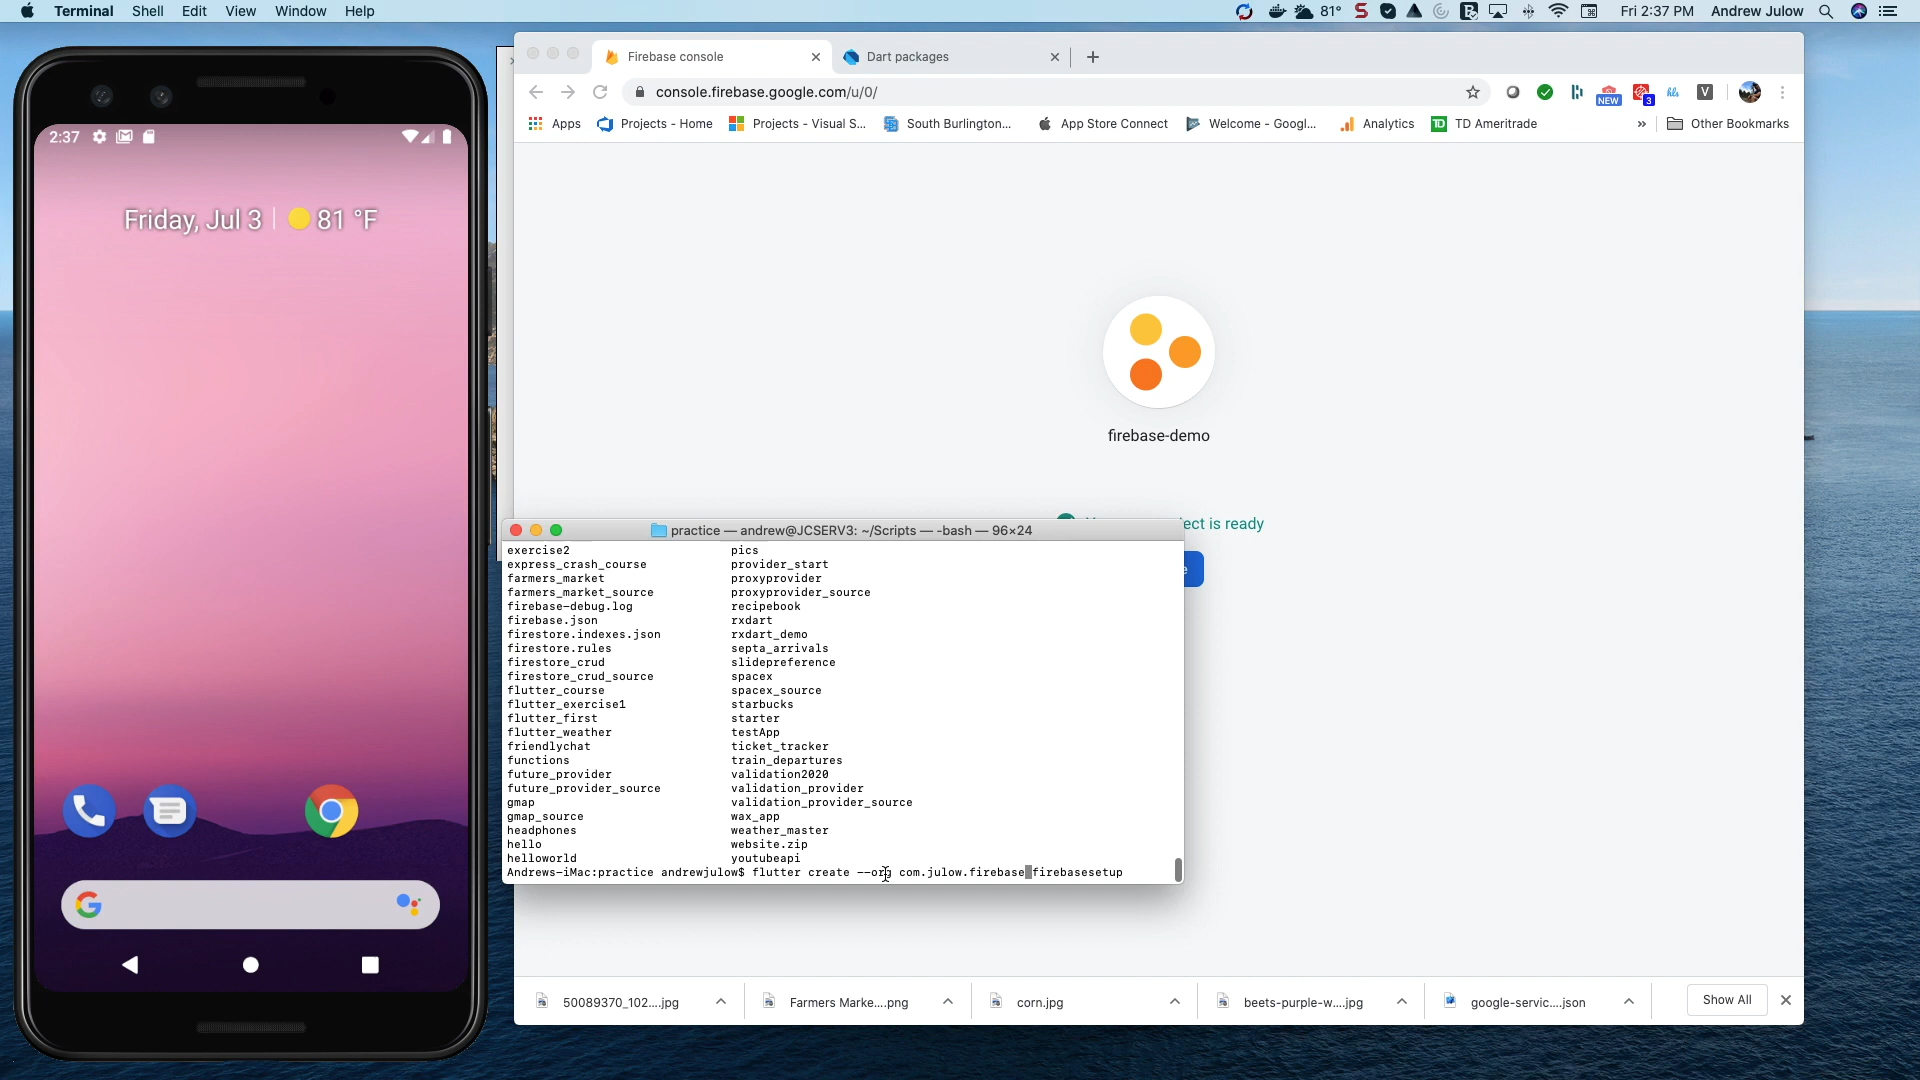 Terminal Shell Edit View Window Help
81° Fri 2:37 PM Andrew Julow
2:37
Friday, Jul 3 81 °F
Firebase console
Dart packages
console.firebase.google.com/u/0/
NEW
3
hls
V
Apps
Projects - Home
Projects - Visual S...
South Burlington...
App Store Connect
Welcome - Googl...
Analytics
TD Ameritrade
»
Other Bookmarks
firebase-demo
ect is ready
e
practice — andrew@JCSERV3: ~/Scripts — -bash — 96×24
exercise2 pics
express_crash_course provider_start
farmers_market proxyprovider
farmers_market_source proxyprovider_source
firebase-debug.log recipebook
firebase.json rxdart
firestore.indexes.json rxdart_demo
firestore.rules septa_arrivals
firestore_crud slidepreference
firestore_crud_source spacex
flutter_course spacex_source
flutter_exercise1 starbucks
flutter_first starter
flutter_weather testApp
friendlychat ticket_tracker
functions train_departures
future_provider validation2020
future_provider_source validation_provider
gmap validation_provider_source
gmap_source wax_app
headphones weather_master
hello website.zip
helloworld youtubeapi
Andrews-iMac:practice andrewjulow$ flutter create --org com.julow.firebase firebasesetup
50089370_102....jpg
Farmers Marke....png
corn.jpg
beets-purple-w....jpg
google-servic....json
Show All